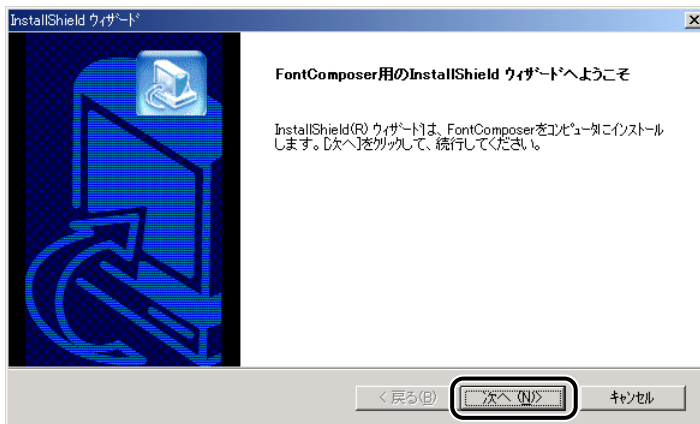 InstallShield ウィザード
FontComposer用のInstallShield ウィザードへようこそ
InstallShield(R) ウィザードは、FontComposerをコンピュータにインストール
します。[次へ]をクリックして、続行してください。
< 戻る(B)
次へ (N)>
キャンセル